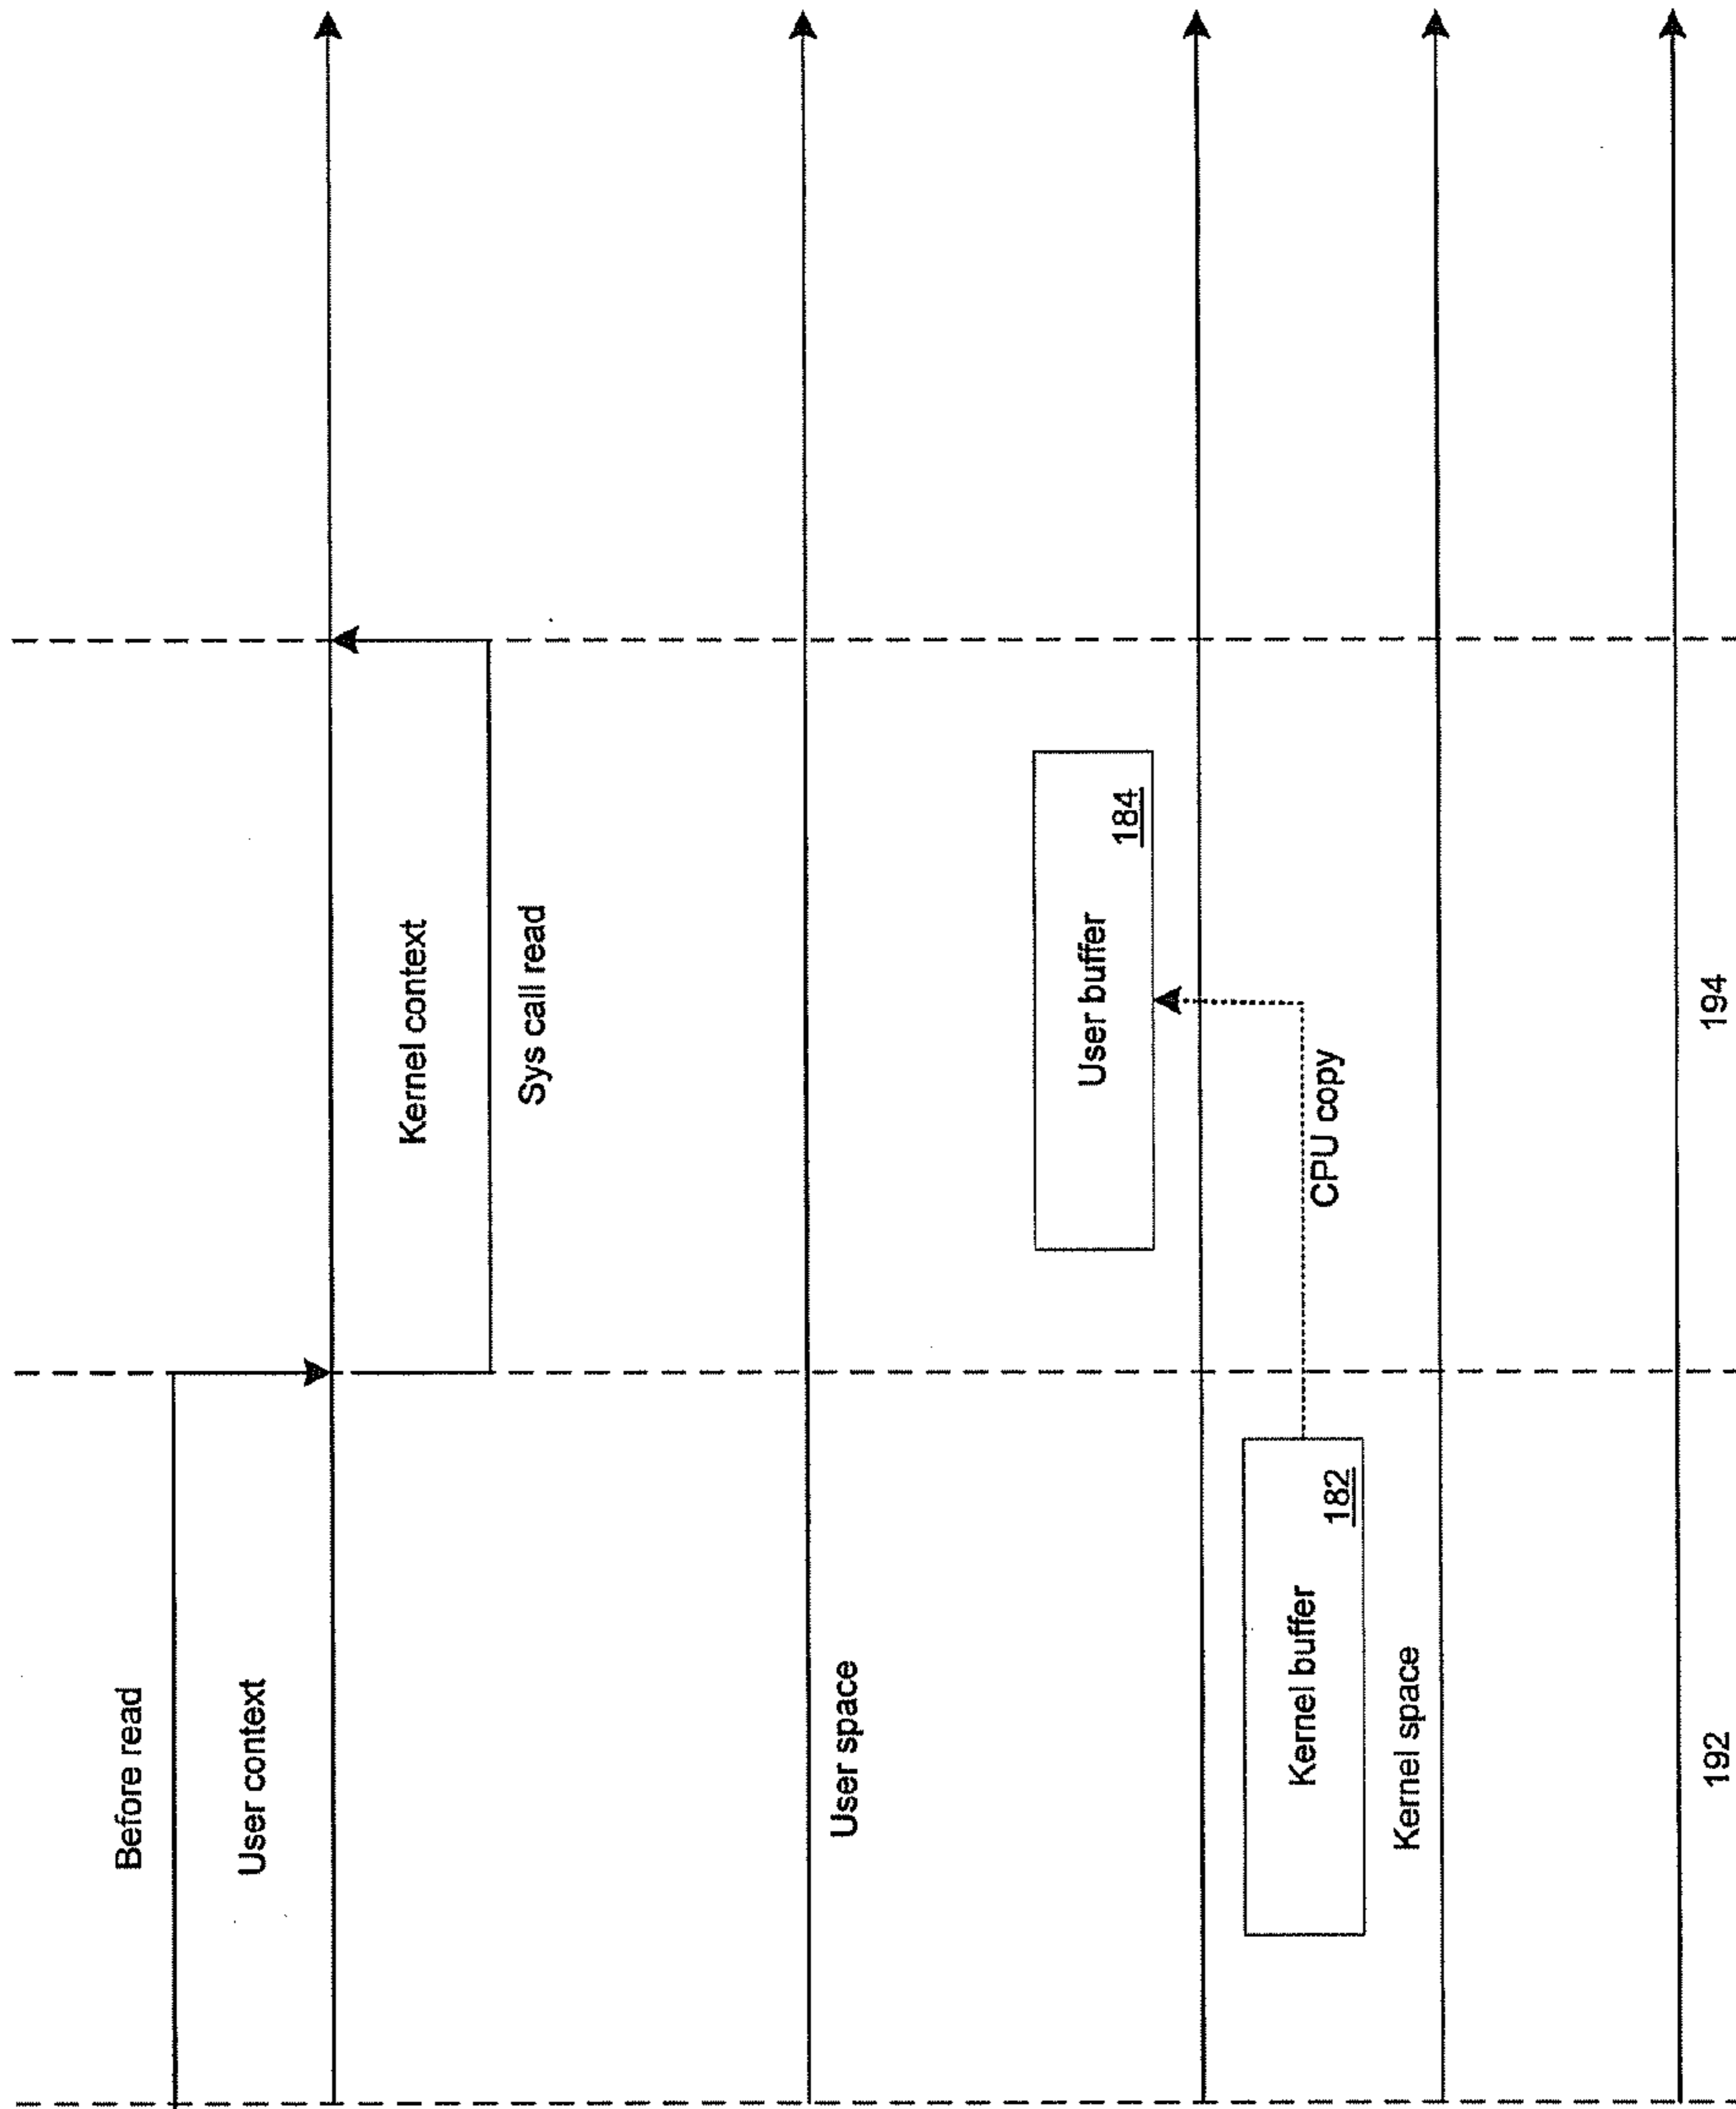 Before read
User context
Kernel context
Sys call read
User space
User buffer
184
CPU copy
Kernel buffer
182
Kernel space
192
194